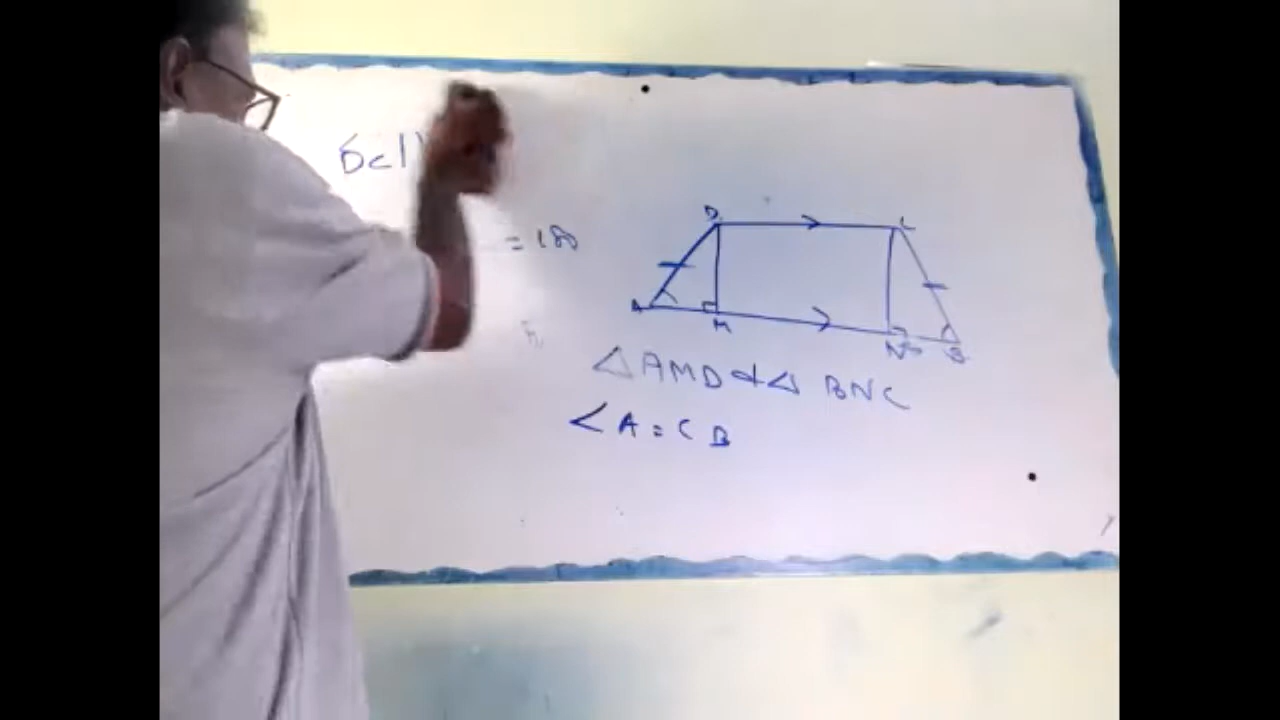 = 180
D
A
M
N
B
△AMD & △ BNC
∠A = ∠B